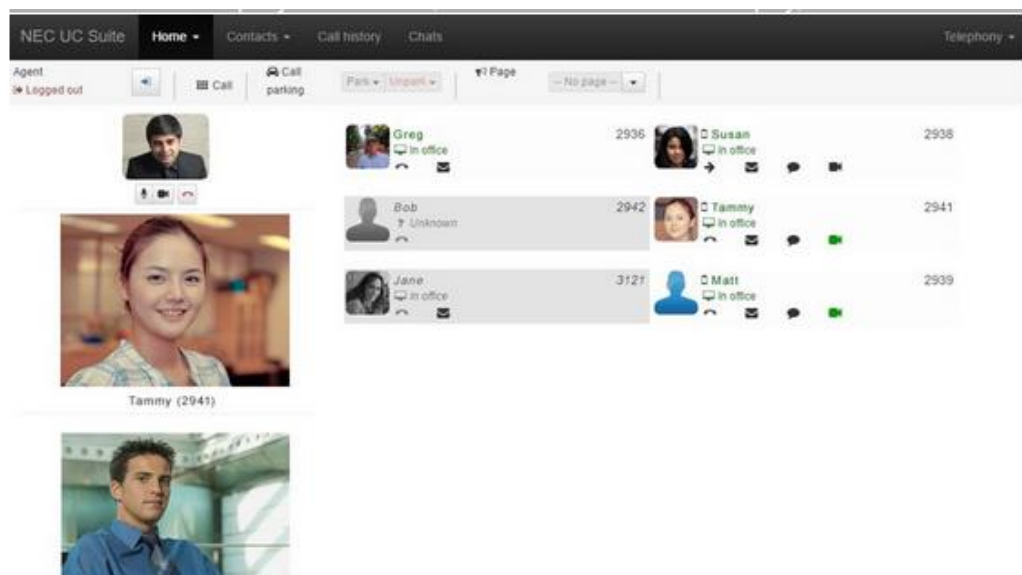 NEC UC Suite Home Contacts Call history Chats Telephony
Agent
Logged out
Call
Call parking
Park Unpark
Page
-- No page --
Greg 2936
In office
Susan 2938
In office
Bob 2942
? Unknown
Tammy 2941
In office
Jane 3121
In office
Matt 2939
In office
Tammy (2941)